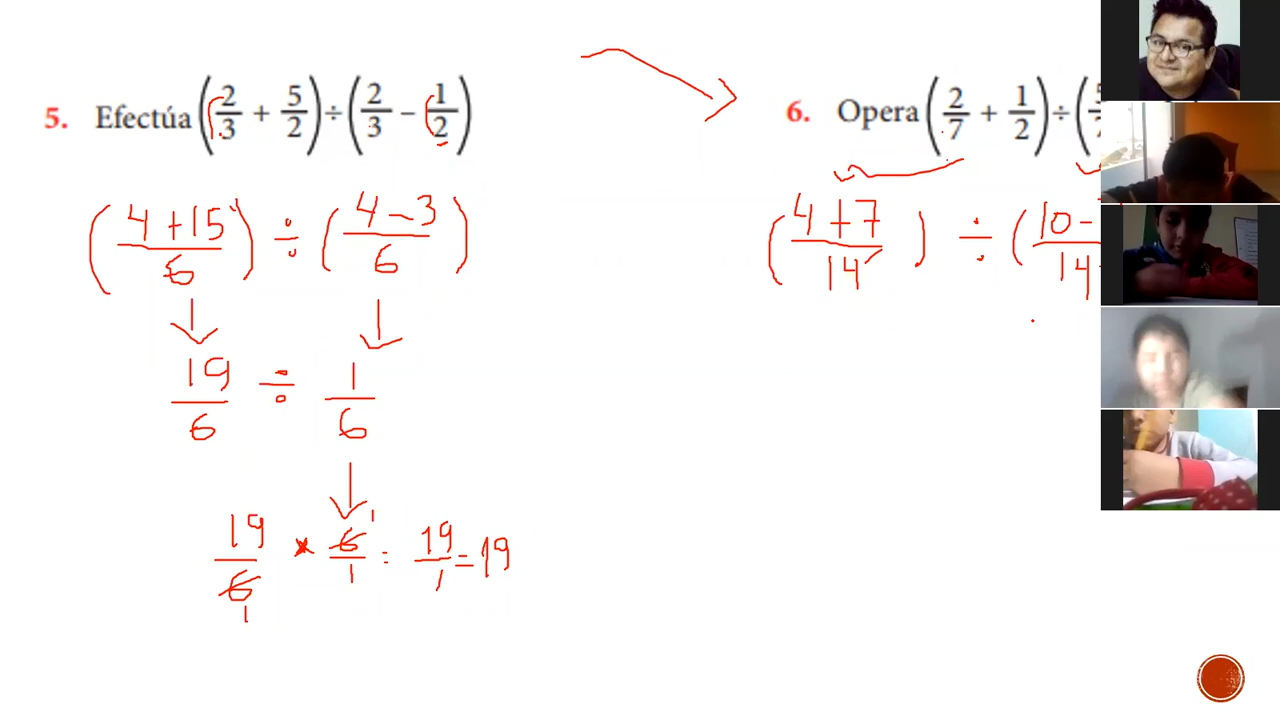 5. Efectúa (2/3 + 5/2) ÷ (2/3 − 1/2)
(4+15/6) ÷ (4−3/6)
19/6 ÷ 1/6
19/6 × 6/1 = 19/1 = 19
1 1
6. Opera (2/7 + 1/2) ÷ (
(4+7/14) ÷ (10−/14